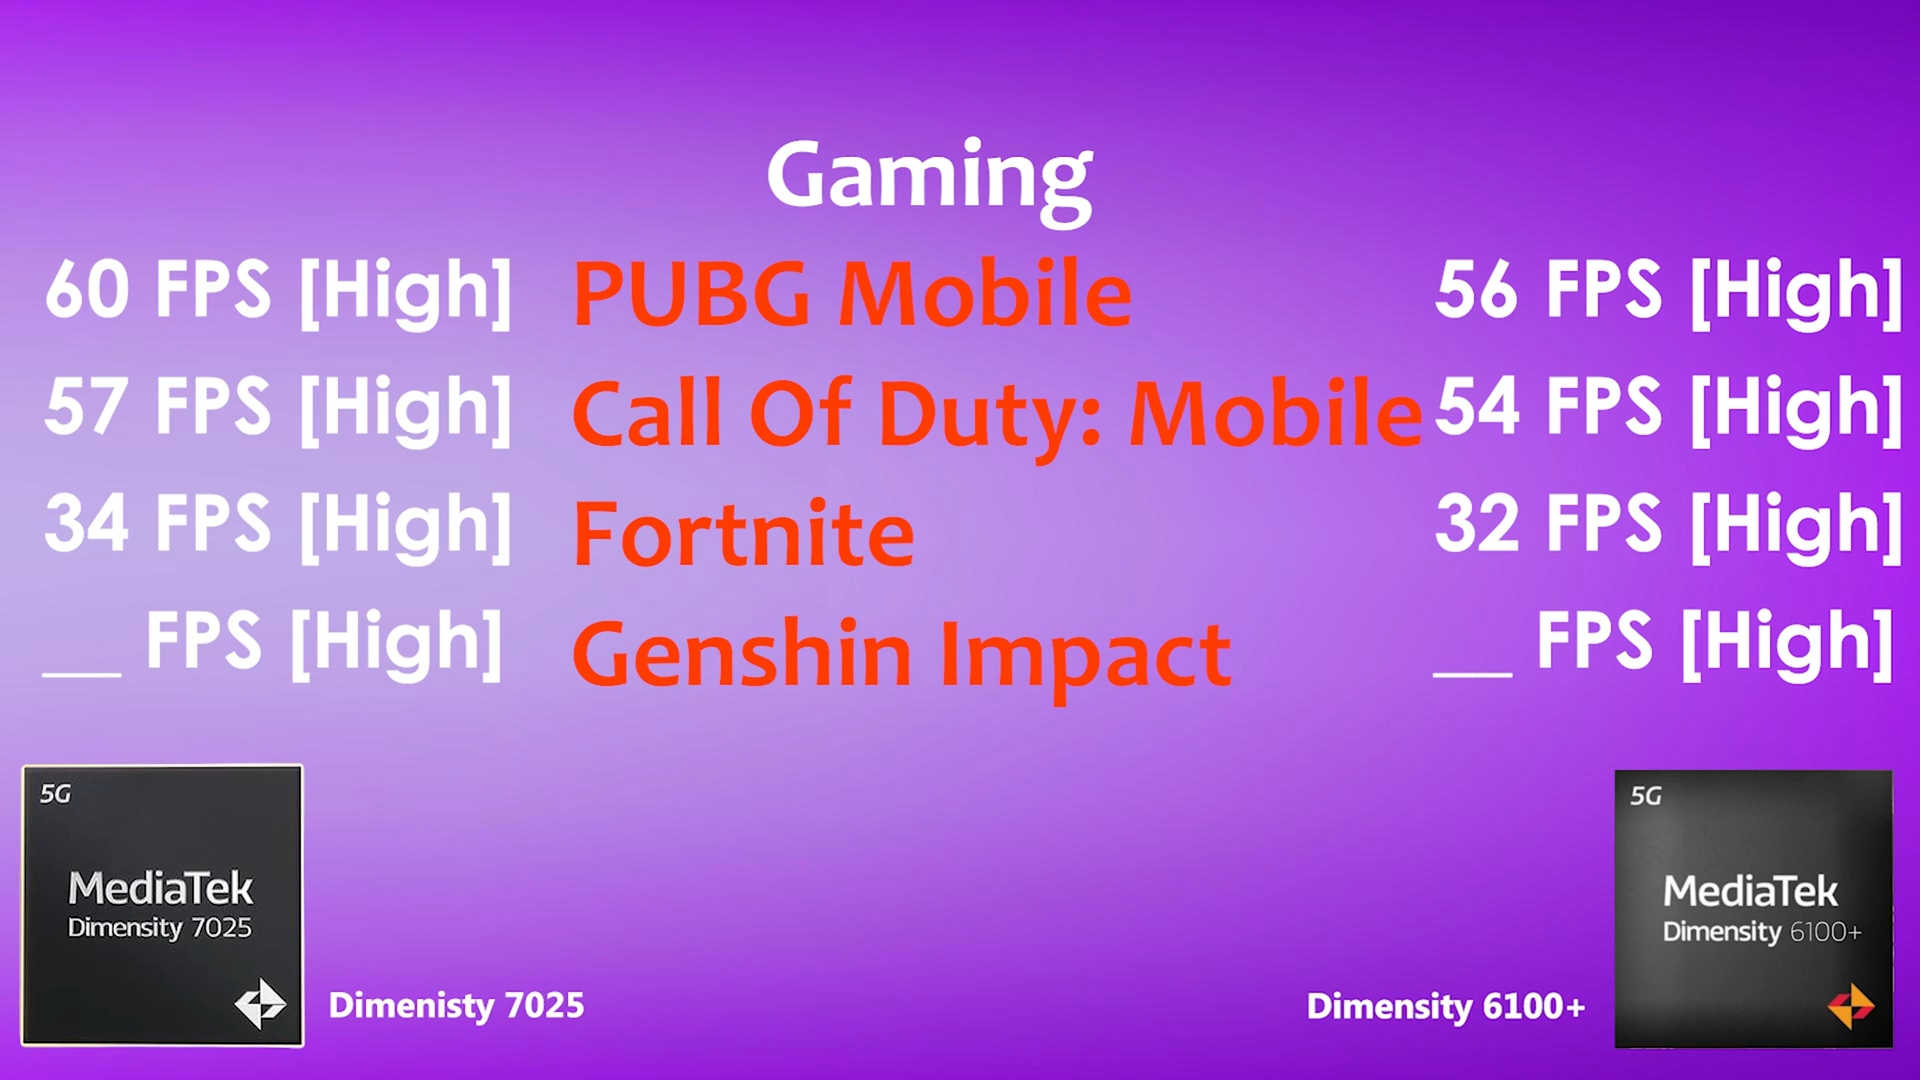 Gaming
60 FPS [High] PUBG Mobile 56 FPS [High]
57 FPS [High] Call Of Duty: Mobile 54 FPS [High]
34 FPS [High] Fortnite 32 FPS [High]
__ FPS [High] Genshin Impact __ FPS [High]
5G
MediaTek
Dimensity 7025
Dimenisty 7025
Dimensity 6100+
5G
MediaTek
Dimensity 6100+